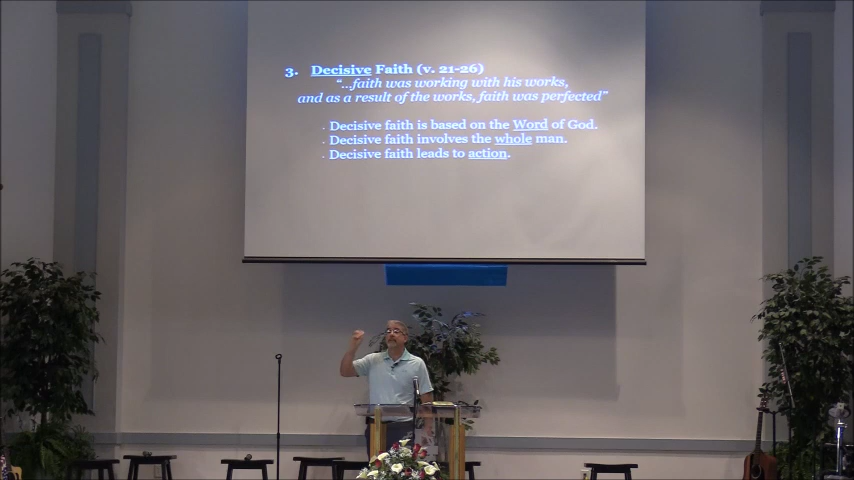 3. Decisive Faith (v. 21-26)
"...faith was working with his works,
and as a result of the works, faith was perfected"
- Decisive faith is based on the Word of God.
- Decisive faith involves the whole man.
- Decisive faith leads to action.